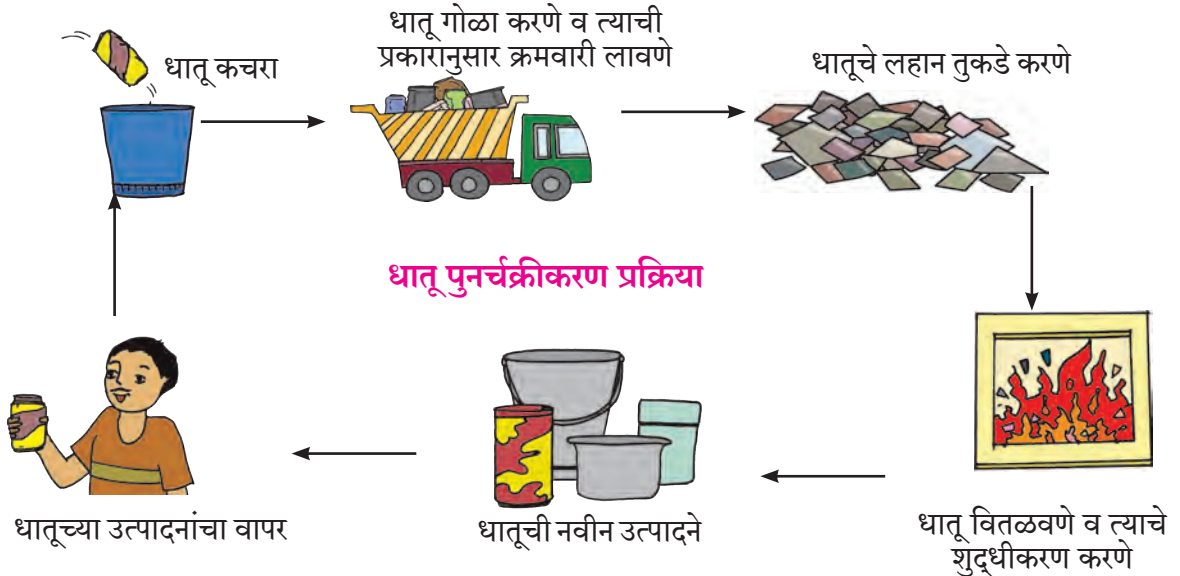 धातू कचरा
धातू गोळा करणे व त्याची
प्रकारानुसार क्रमवारी लावणे
धातूचे लहान तुकडे करणे
धातू पुनर्चक्रीकरण प्रक्रिया
धातू वितळवणे व त्याचे
शुद्धीकरण करणे
धातूची नवीन उत्पादने
धातूच्या उत्पादनांचा वापर